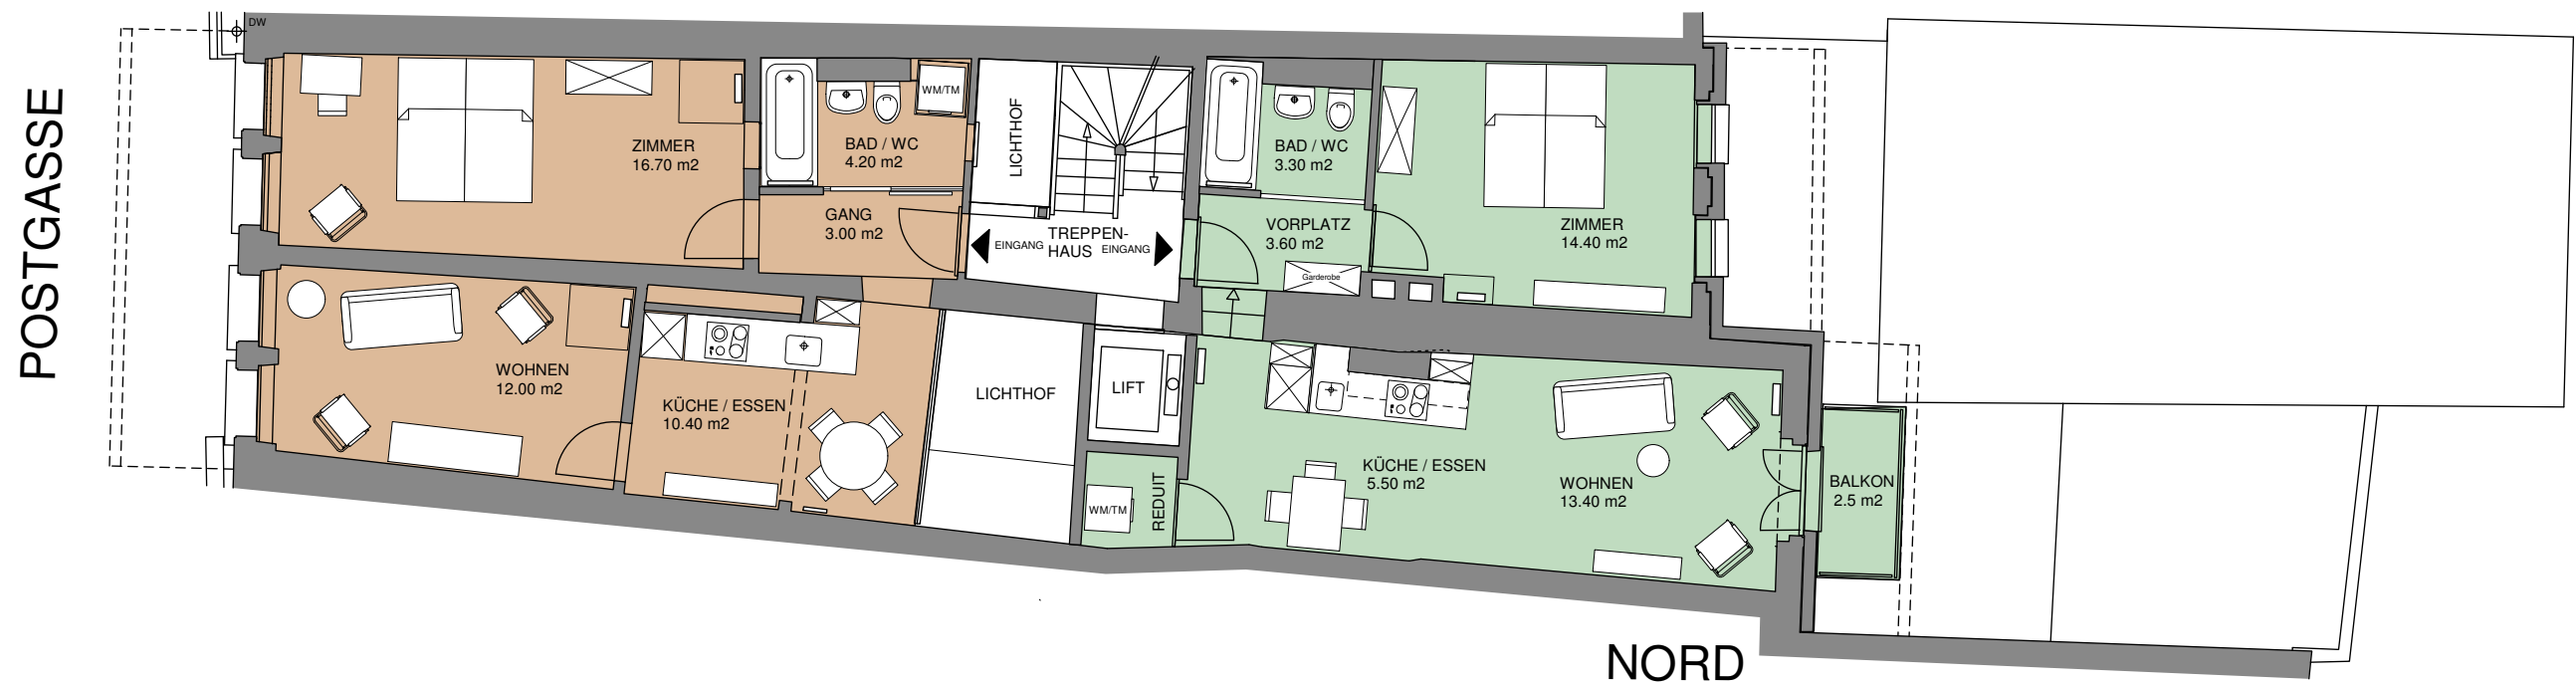 POSTGASSE
DW
ZIMMER
16.70 m2
BAD / WC
4.20 m2
WM/TM
GANG
3.00 m2
LICHTHOF
EINGANG
TREPPEN-
HAUS
EINGANG
BAD / WC
3.30 m2
VORPLATZ
3.60 m2
Garderobe
ZIMMER
14.40 m2
WOHNEN
12.00 m2
KÜCHE / ESSEN
10.40 m2
LICHTHOF
LIFT
WM/TM
REDUIT
KÜCHE / ESSEN
5.50 m2
WOHNEN
13.40 m2
BALKON
2.5 m2
NORD